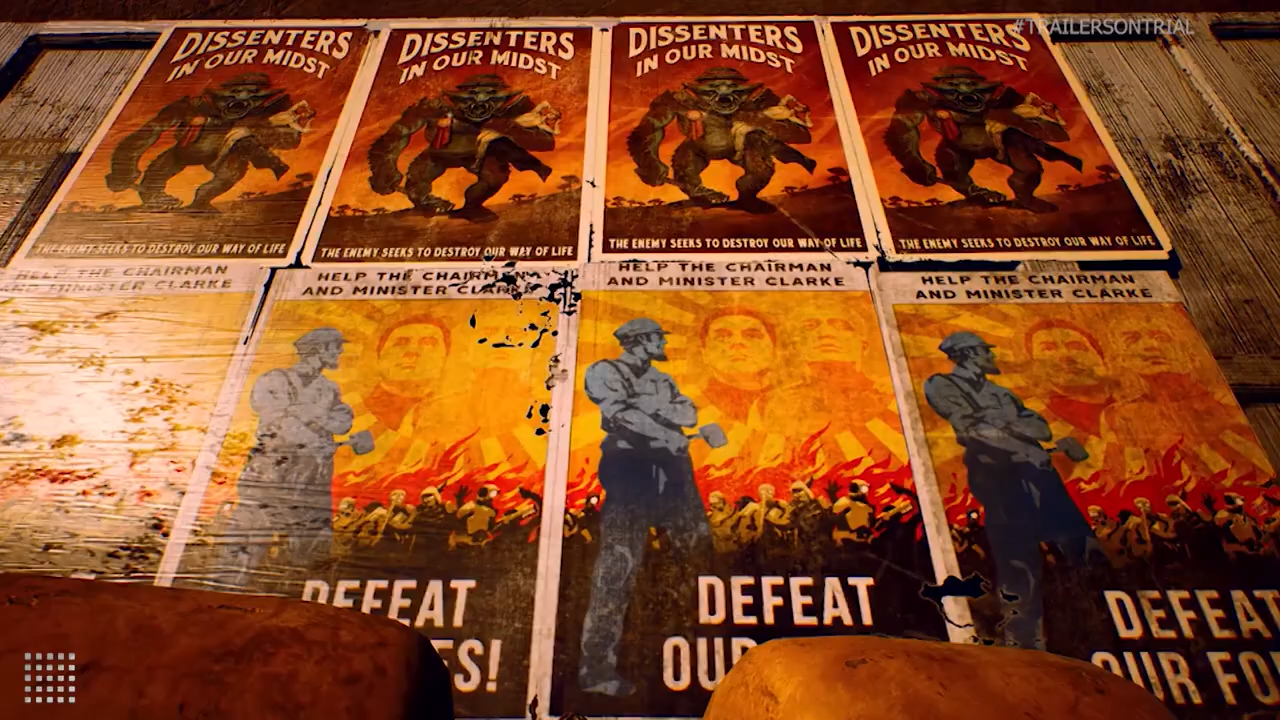 #TRAILERSONTRIAL
DISSENTERS
IN OUR MIDST
THE ENEMY SEEKS TO DESTROY OUR WAY OF LIFE
DISSENTERS
IN OUR MIDST
THE ENEMY SEEKS TO DESTROY OUR WAY OF LIFE
DISSENTERS
IN OUR MIDST
THE ENEMY SEEKS TO DESTROY OUR WAY OF LIFE
DISSENTERS
IN OUR MIDST
THE ENEMY SEEKS TO DESTROY OUR WAY OF LIFE
HELP THE CHAIRMAN
AND MINISTER CLARKE
HELP THE CHAIRMAN
AND MINISTER CLARKE
DEFEAT
ES!
HELP THE CHAIRMAN
AND MINISTER CLARKE
DEFEAT
OUR
HELP THE CHAIRMAN
AND MINISTER CLARKE
DEFEAT
OUR FO